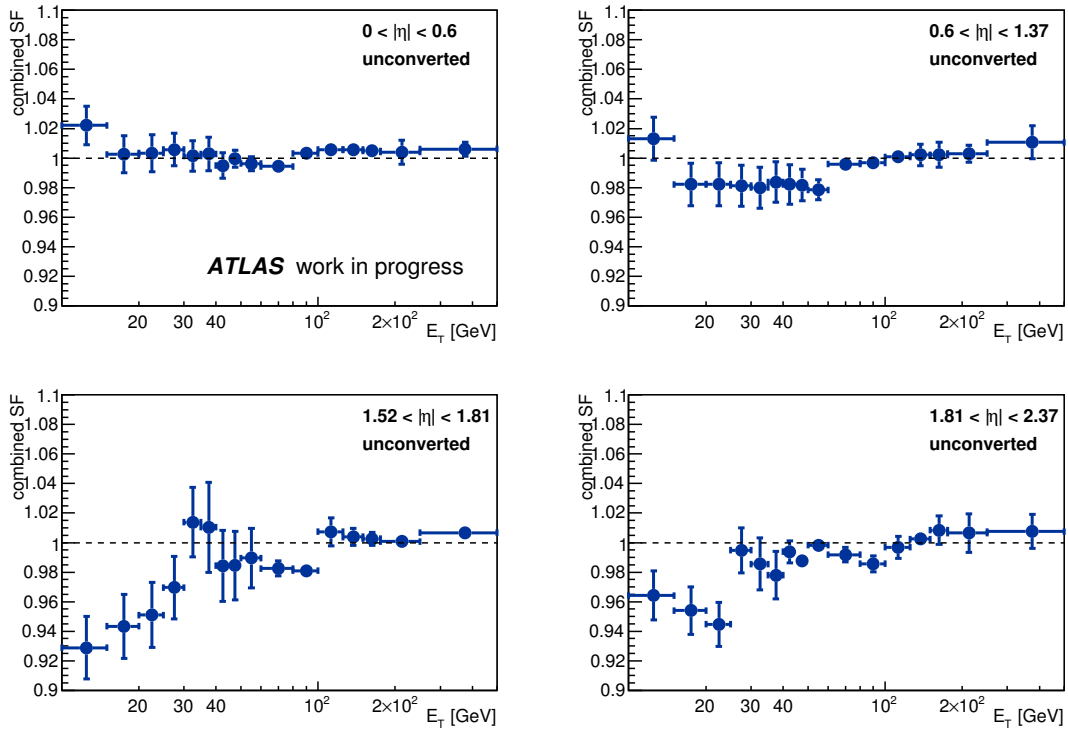 combined SF
1.1
1.08
1.06
1.04
1.02
1
0.98
0.96
0.94
0.92
0.9
0 < |η| < 0.6
unconverted
ATLAS work in progress
20 30 40 10² 2×10²
E_T [GeV]
combined SF
1.1
1.08
1.06
1.04
1.02
1
0.98
0.96
0.94
0.92
0.9
0.6 < |η| < 1.37
unconverted
20 30 40 10² 2×10²
E_T [GeV]
combined SF
1.1
1.08
1.06
1.04
1.02
1
0.98
0.96
0.94
0.92
0.9
1.52 < |η| < 1.81
unconverted
20 30 40 10² 2×10²
E_T [GeV]
combined SF
1.1
1.08
1.06
1.04
1.02
1
0.98
0.96
0.94
0.92
0.9
1.81 < |η| < 2.37
unconverted
20 30 40 10² 2×10²
E_T [GeV]